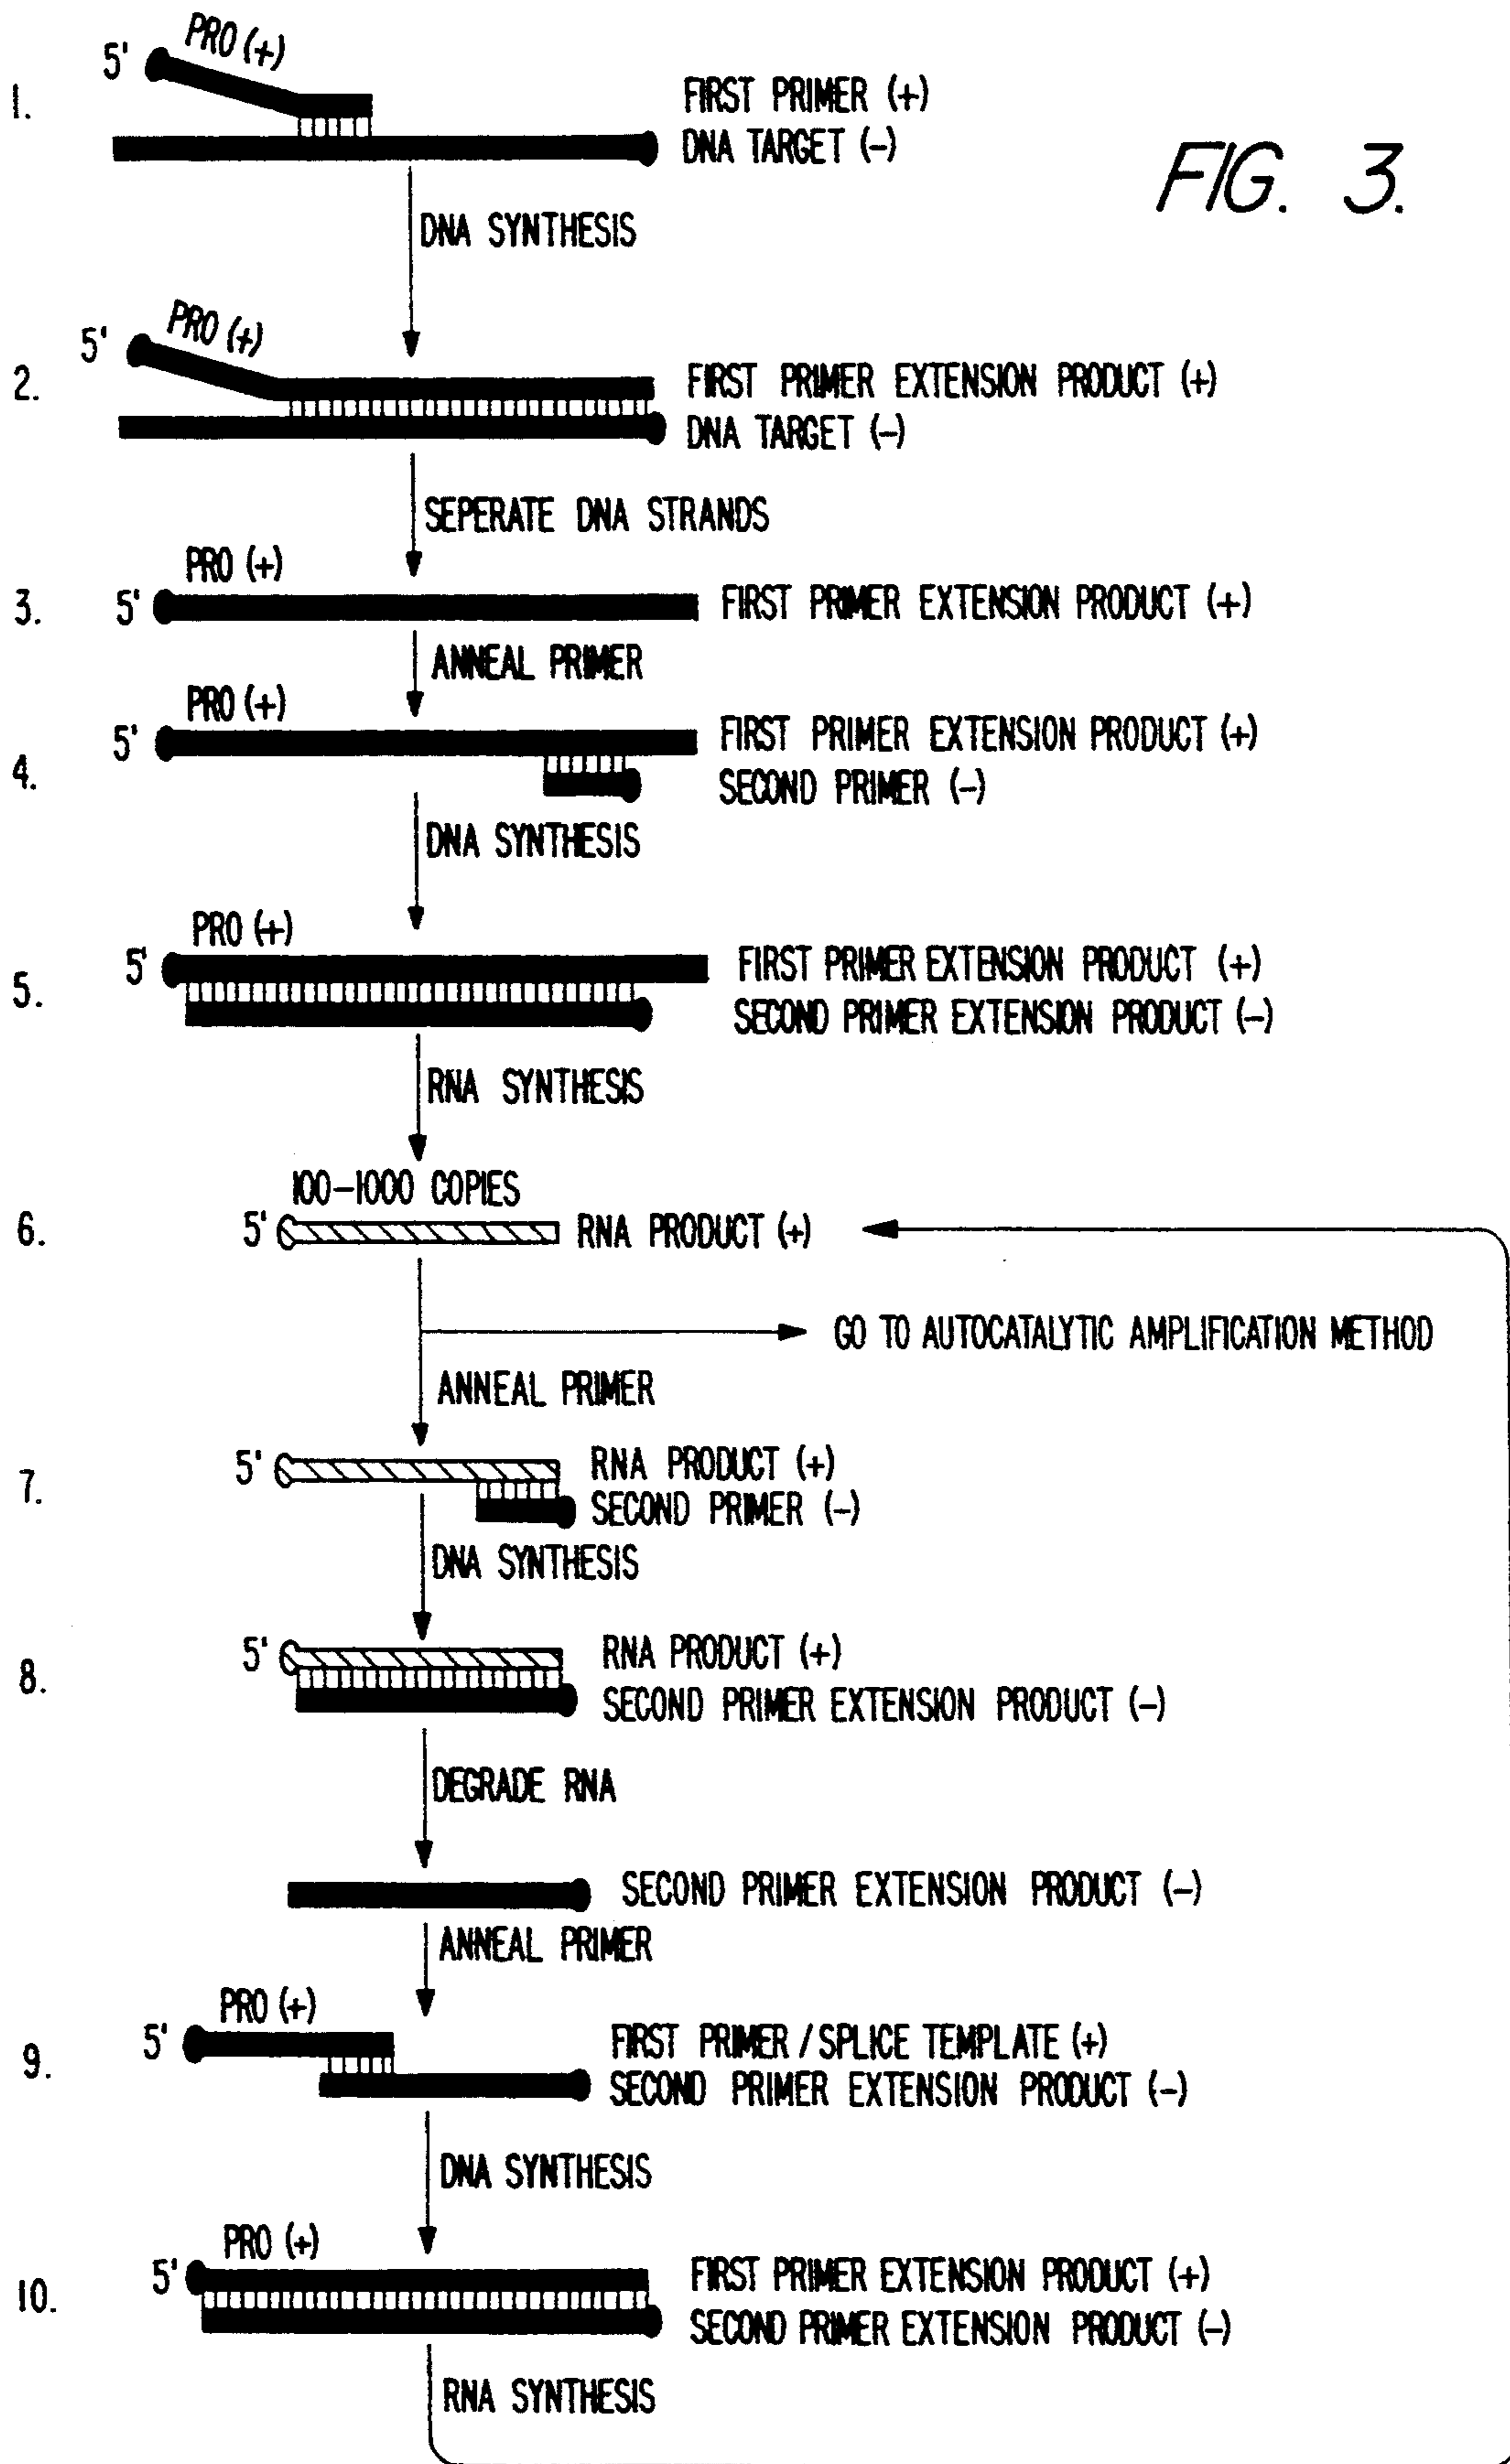 FIG. 3.
1.
5' PRO (+)
FIRST PRIMER (+)
DNA TARGET (-)
DNA SYNTHESIS
2.
5' PRO (+)
FIRST PRIMER EXTENSION PRODUCT (+)
DNA TARGET (-)
SEPERATE DNA STRANDS
PRO (+)
3. 5' FIRST PRIMER EXTENSION PRODUCT (+)
ANNEAL PRIMER
PRO (+)
5' FIRST PRIMER EXTENSION PRODUCT (+)
4. SECOND PRIMER (-)
DNA SYNTHESIS
PRO (+)
5' FIRST PRIMER EXTENSION PRODUCT (+)
5. SECOND PRIMER EXTENSION PRODUCT (-)
RNA SYNTHESIS
100-1000 COPIES
6. 5' RNA PRODUCT (+)
GO TO AUTOCATALYTIC AMPLIFICATION METHOD
ANNEAL PRIMER
5' RNA PRODUCT (+)
7. SECOND PRIMER (-)
DNA SYNTHESIS
5' RNA PRODUCT (+)
8. SECOND PRIMER EXTENSION PRODUCT (-)
DEGRADE RNA
SECOND PRIMER EXTENSION PRODUCT (-)
ANNEAL PRIMER
PRO (+)
5' FIRST PRIMER / SPLICE TEMPLATE (+)
9. SECOND PRIMER EXTENSION PRODUCT (-)
DNA SYNTHESIS
PRO (+)
5' FIRST PRIMER EXTENSION PRODUCT (+)
10. SECOND PRIMER EXTENSION PRODUCT (-)
RNA SYNTHESIS